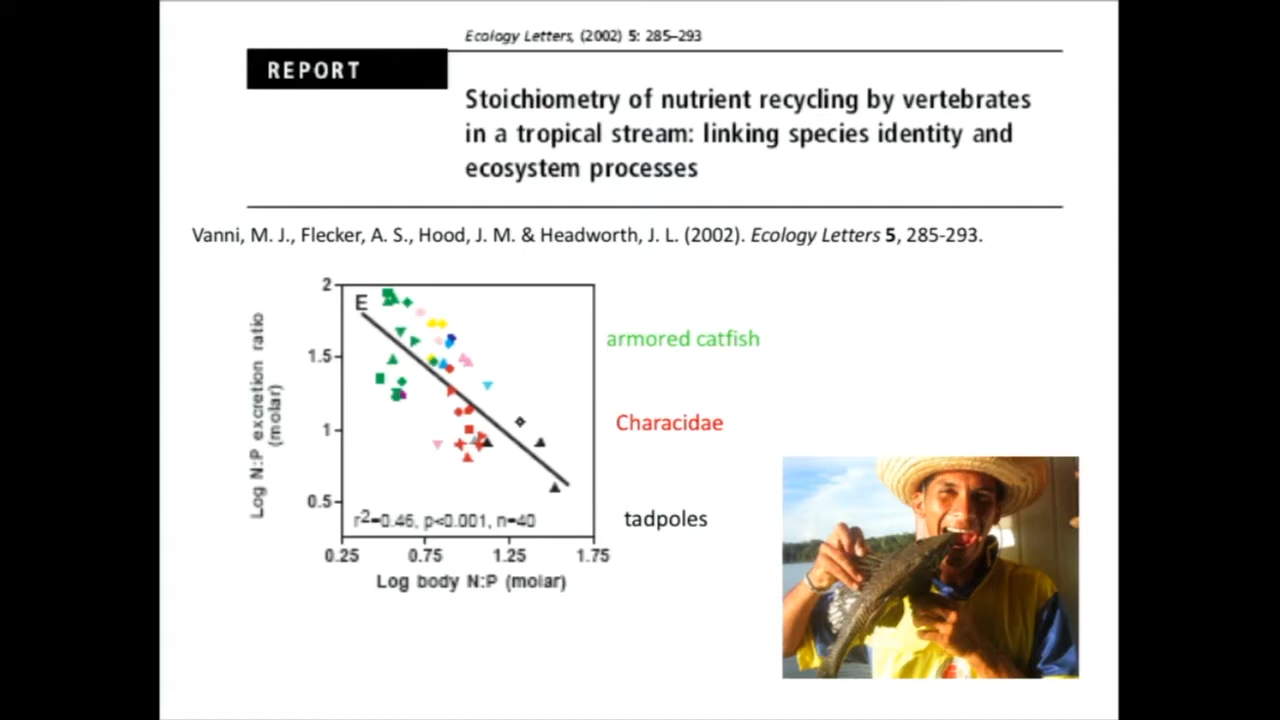 Ecology Letters, (2002) 5: 285–293
REPORT
Stoichiometry of nutrient recycling by vertebrates
in a tropical stream: linking species identity and
ecosystem processes
Vanni, M. J., Flecker, A. S., Hood, J. M. & Headworth, J. L. (2002). Ecology Letters 5, 285-293.
Log N:P excretion ratio
(molar)
2
1.5
1
0.5
E
r2=0.46, p<0.001, n=40
0.25 0.75 1.25 1.75
Log body N:P (molar)
armored catfish
Characidae
tadpoles